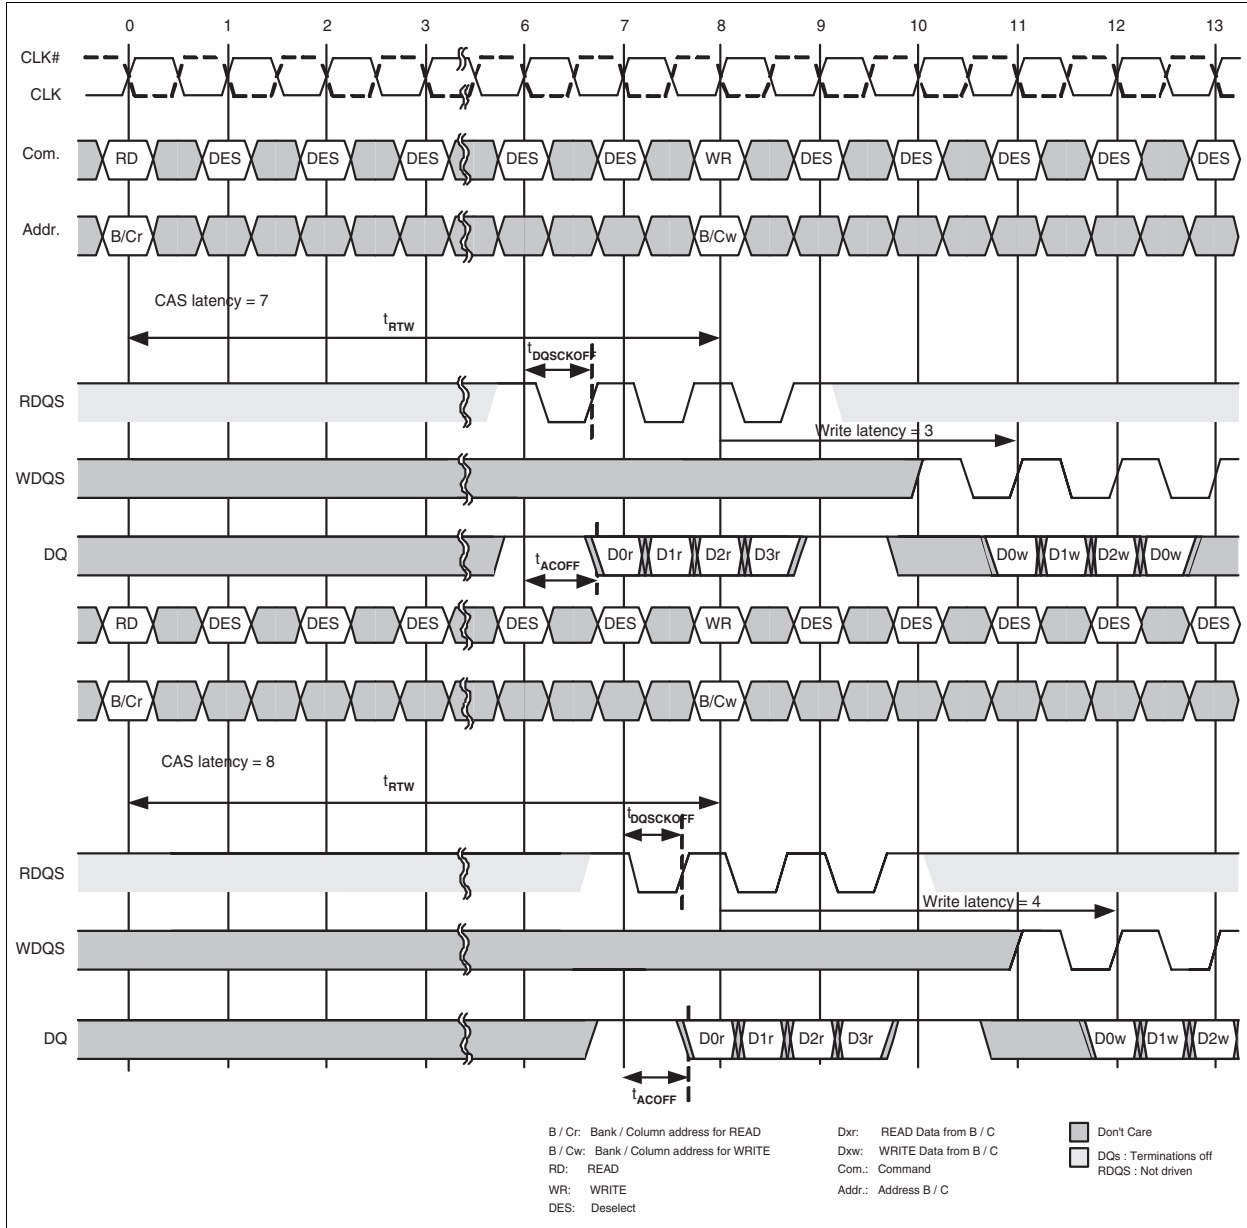 0 1 2 3 6 7 8 9 10 11 12 13
CLK#
CLK
Com. RD DES DES DES DES DES WR DES DES DES DES DES
Addr. B/Cr B/Cw
CAS latency = 7
tRTW
tDQSCKOFF
RDQS
Write latency = 3
WDQS
DQ D0r D1r D2r D3r D0w D1w D2w D0w
tACOFF
RD DES DES DES DES DES WR DES DES DES DES DES
B/Cr B/Cw
CAS latency = 8
tRTW
tDQSCKOFF
RDQS
Write latency = 4
WDQS
DQ D0r D1r D2r D3r D0w D1w D2w
tACOFF
B / Cr: Bank / Column address for READ
B / Cw: Bank / Column address for WRITE
RD: READ
WR: WRITE
DES: Deselect
Dxr: READ Data from B / C
Dxw: WRITE Data from B / C
Com.: Command
Addr.: Address B / C
Don't Care
DQs : Terminations off
RDQS : Not driven